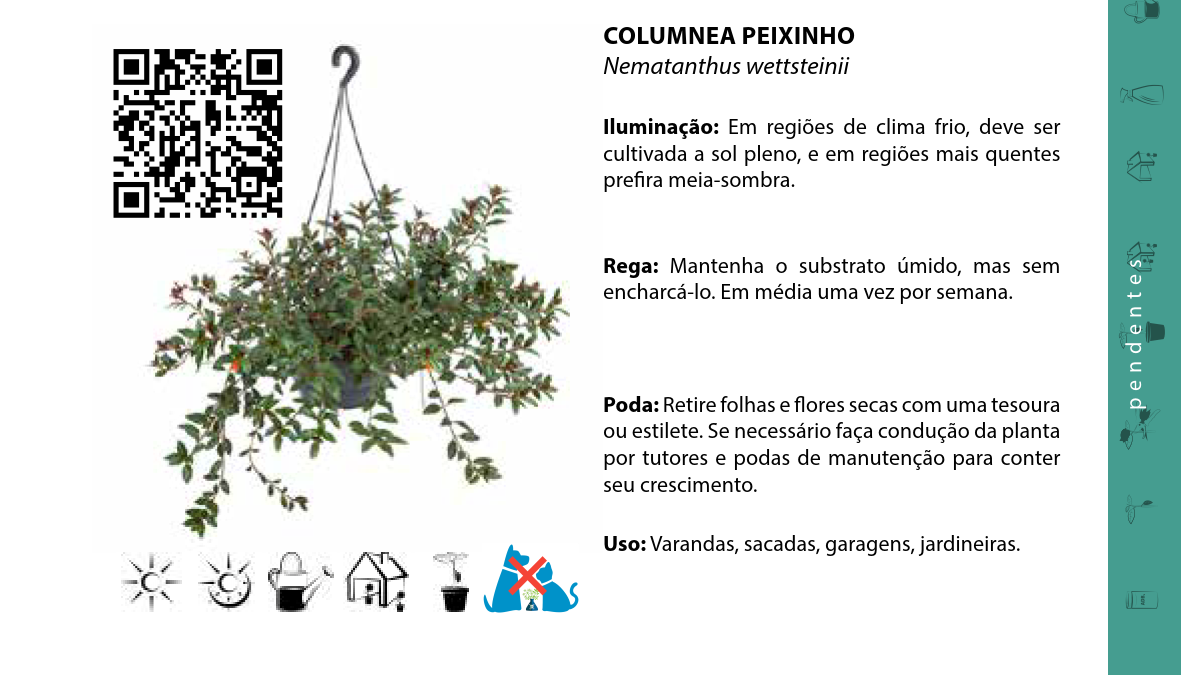 COLUMNEA PEIXINHO
Nematanthus wettsteinii
Iluminação: Em regiões de clima frio, deve ser
cultivada a sol pleno, e em regiões mais quentes
prefira meia-sombra.
Rega: Mantenha o substrato úmido, mas sem
encharcá-lo. Em média uma vez por semana.
Poda: Retire folhas e flores secas com uma tesoura
ou estilete. Se necessário faça condução da planta
por tutores e podas de manutenção para conter
seu crescimento.
Uso: Varandas, sacadas, garagens, jardineiras.
pendentes